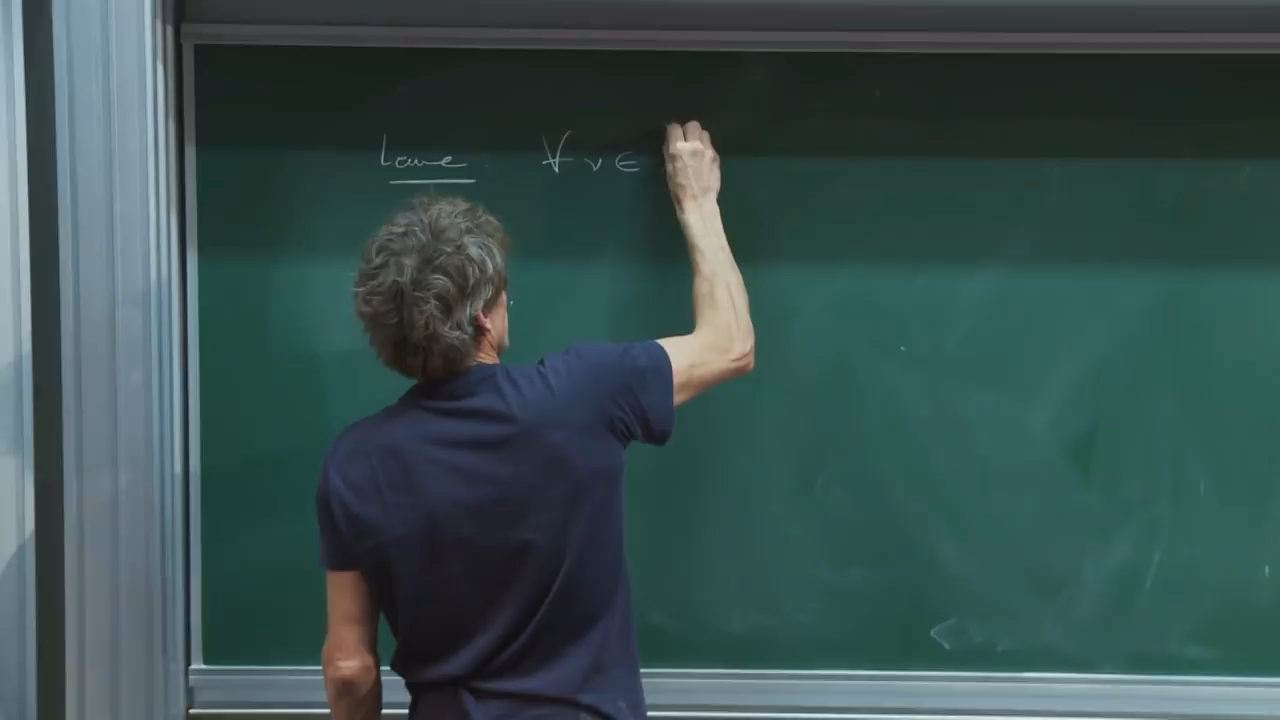 Lemme : ∀ v ∈